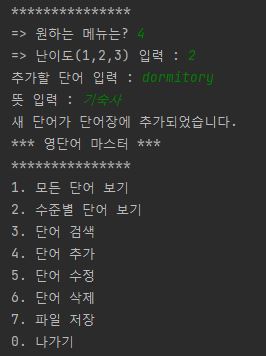 ***************
=> 원하는 메뉴는? 4
=> 난이도(1,2,3) 입력 : 2
추가할 단어 입력 : dormitory
뜻 입력 : 기숙사
새 단어가 단어장에 추가되었습니다.
*** 영단어 마스터 ***
***************
1. 모든 단어 보기
2. 수준별 단어 보기
3. 단어 검색
4. 단어 추가
5. 단어 수정
6. 단어 삭제
7. 파일 저장
0. 나가기